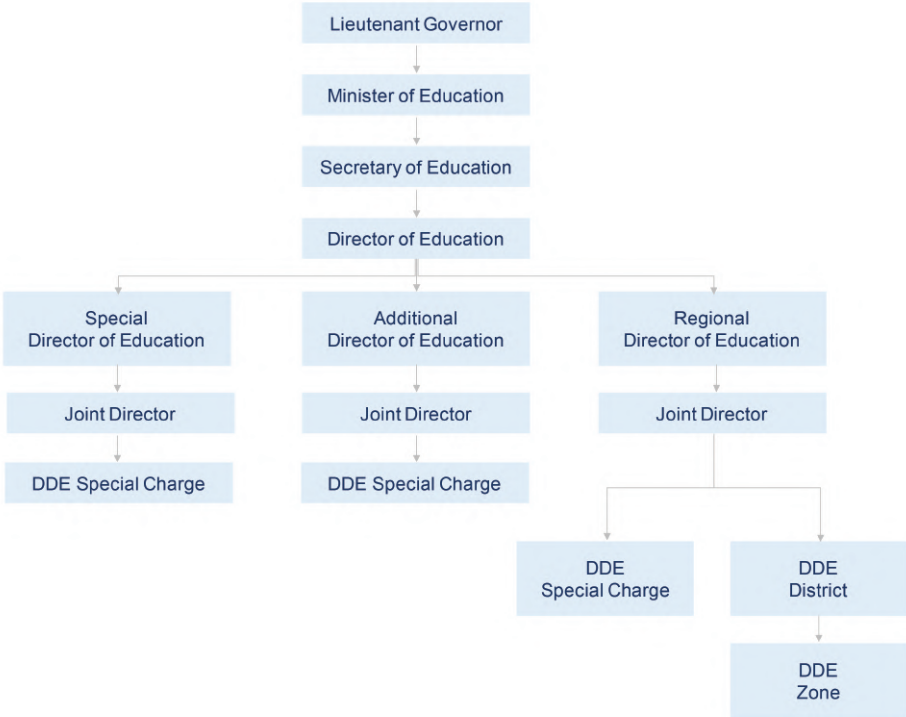 Lieutenant Governor
Minister of Education
Secretary of Education
Director of Education
Special
Director of Education
Additional
Director of Education
Regional
Director of Education
Joint Director
Joint Director
Joint Director
DDE Special Charge
DDE Special Charge
DDE
Special Charge
DDE
District
DDE
Zone